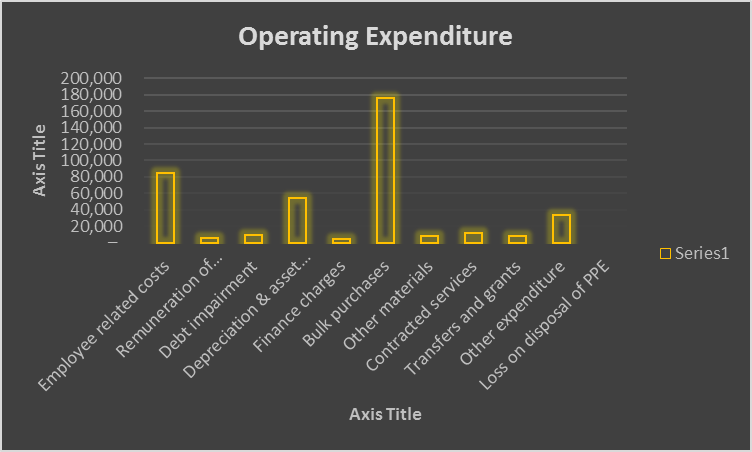 Operating Expenditure
Axis Title
200,000
180,000
160,000
140,000
120,000
100,000
80,000
60,000
40,000
20,000
–
Employee related costs
Remuneration of...
Debt impairment
Depreciation & asset...
Finance charges
Bulk purchases
Other materials
Contracted services
Transfers and grants
Other expenditure
Loss on disposal of PPE
Series1
Axis Title